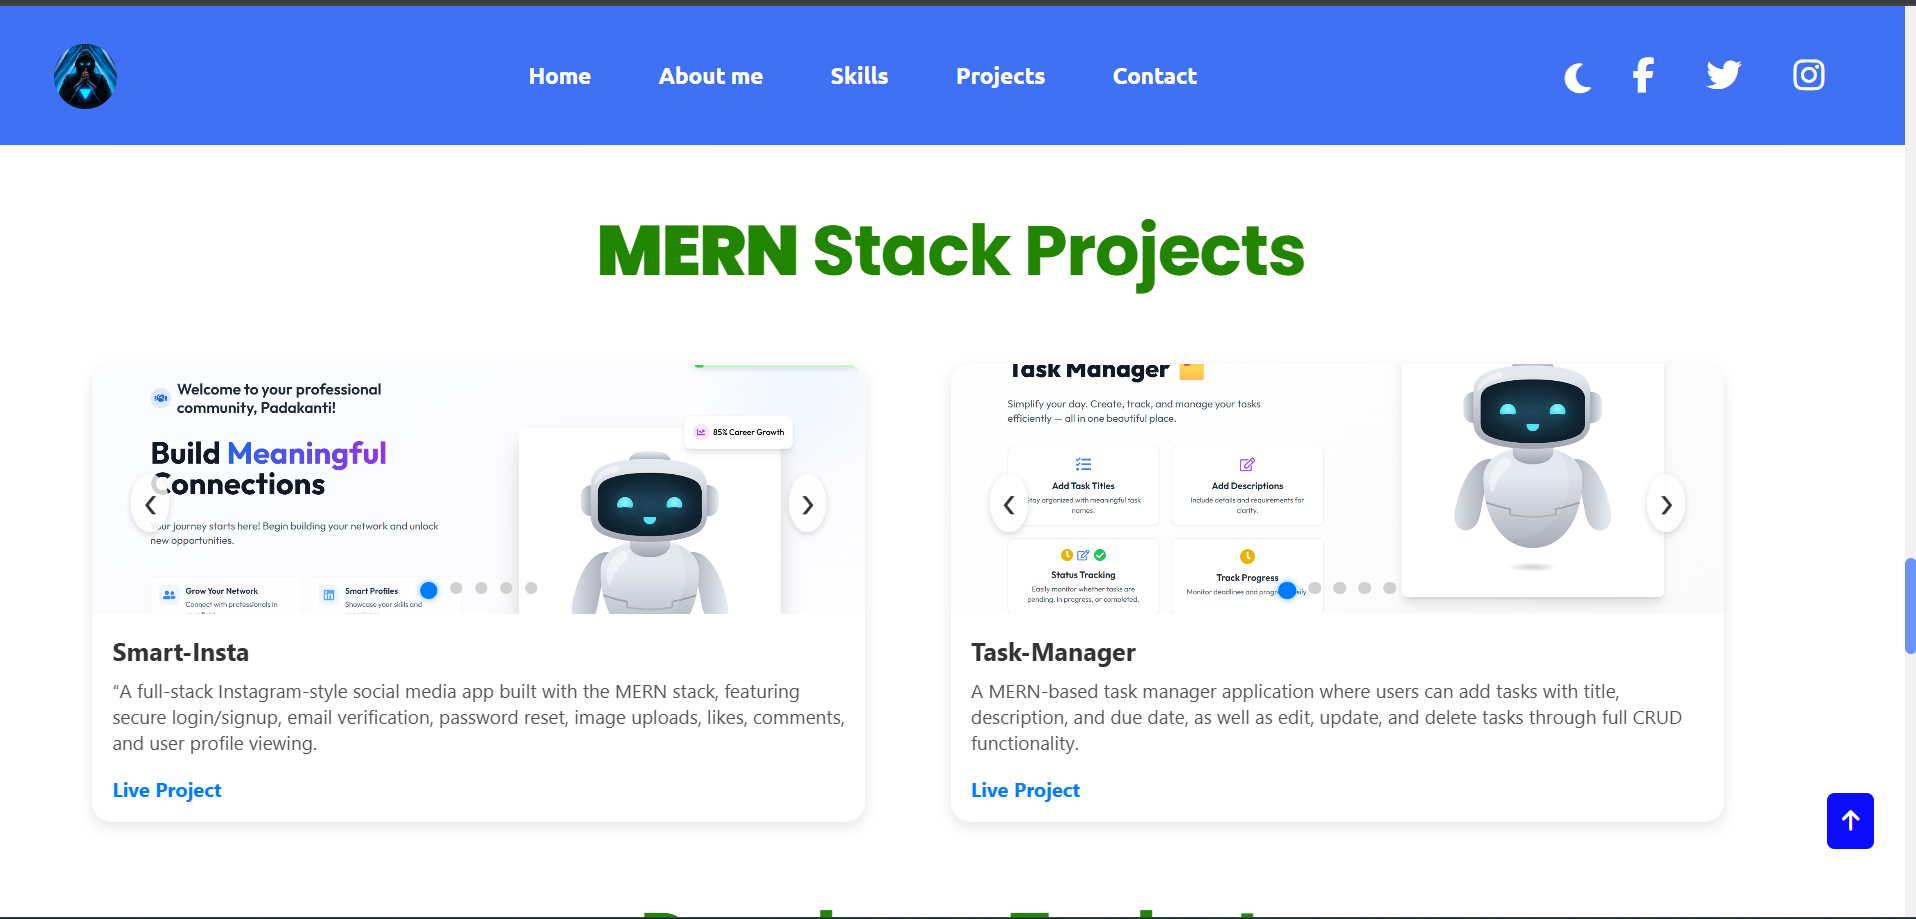 Home About me Skills Projects Contact
MERN Stack Projects
Welcome to your professional
community, Padakanti!
85% Career Growth
Build Meaningful
Connections
Your journey starts here! Begin building your network and unlock
new opportunities.
Grow Your Network
Connect with professionals in
Smart Profiles
Showcase your skills and
Smart-Insta
“A full-stack Instagram-style social media app built with the MERN stack, featuring
secure login/signup, email verification, password reset, image uploads, likes, comments,
and user profile viewing.
Live Project
Task Manager
Simplify your day. Create, track, and manage your tasks
efficiently — all in one beautiful place.
Add Task Titles
Stay organized with meaningful task
names.
Add Descriptions
Include details and requirements for
clarity.
Status Tracking
Easily monitor whether tasks are
pending, in progress, or completed.
Track Progress
Monitor deadlines and
Task-Manager
A MERN-based task manager application where users can add tasks with title,
description, and due date, as well as edit, update, and delete tasks through full CRUD
functionality.
Live Project